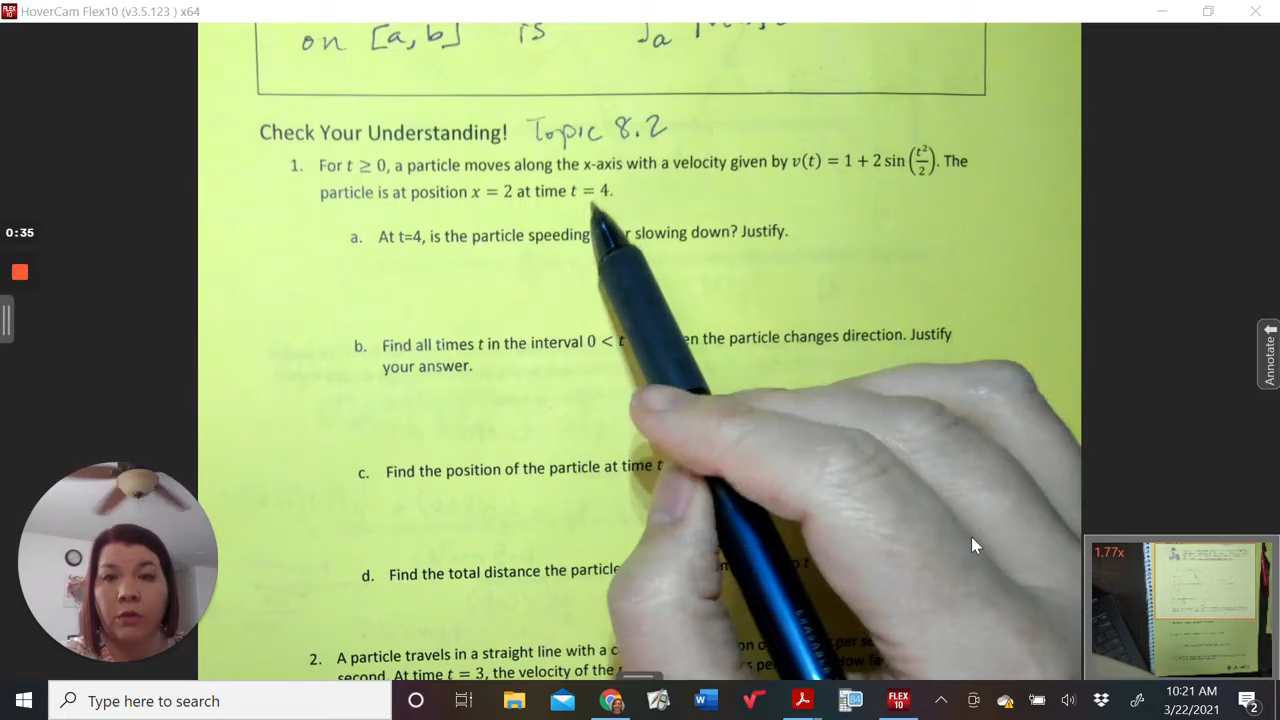 HoverCam Flex10 (v3.5.123 ) x64
on [a, b] is
Check Your Understanding! Topic 8.2
1. For t ≥ 0, a particle moves along the x-axis with a velocity given by v(t) = 1 + 2 sin (t²/2). The
particle is at position x = 2 at time t = 4.
0:35
a. At t=4, is the particle speeding slowing down? Justify.
b. Find all times t in the interval 0 < t the particle changes direction. Justify
your answer.
Annotate
c. Find the position of the particle at time t
1.77x
d. Find the total distance the particle
2. A particle travels in a straight line with a
second. At time t = 3, the velocity of the
Type here to search
W
FLEX
10
10:21 AM
3/22/2021
2